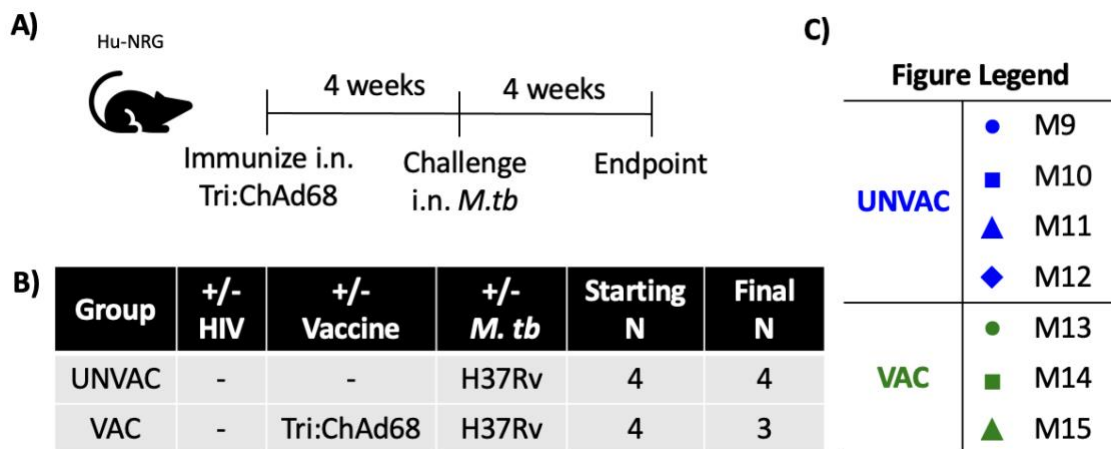 A)
Hu-NRG
4 weeks
4 weeks
Immunize i.n.
Tri:ChAd68
Challenge
i.n. M.tb
Endpoint
B)
Group +/- HIV +/- Vaccine +/- M. tb Starting N Final N
UNVAC - - H37Rv 4 4
VAC - Tri:ChAd68 H37Rv 4 3
C)
Figure Legend
UNVAC
M9
M10
M11
M12
VAC
M13
M14
M15